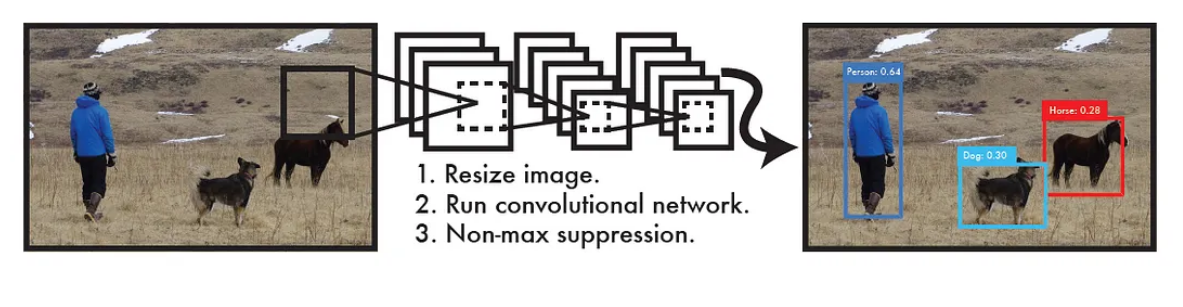 1. Resize image.
2. Run convolutional network.
3. Non-max suppression.
Person: 0.64
Horse: 0.28
Dog: 0.30